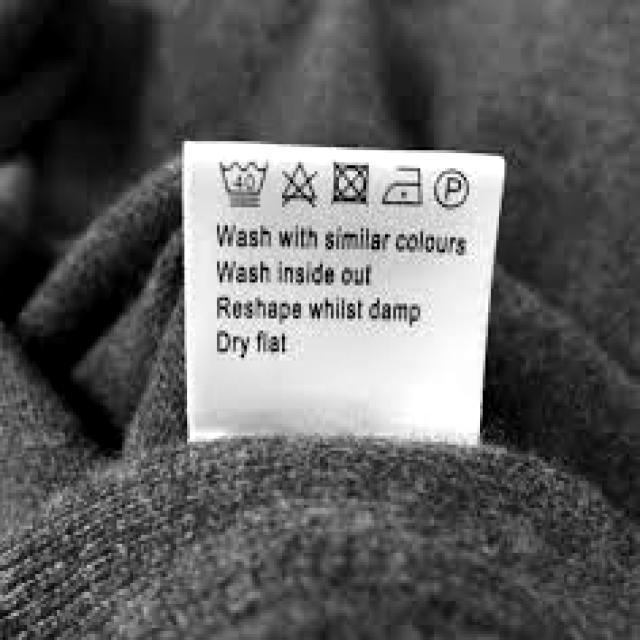 40 P
Wash with similar colours
Wash inside out
Reshape whilst damp
Dry flat